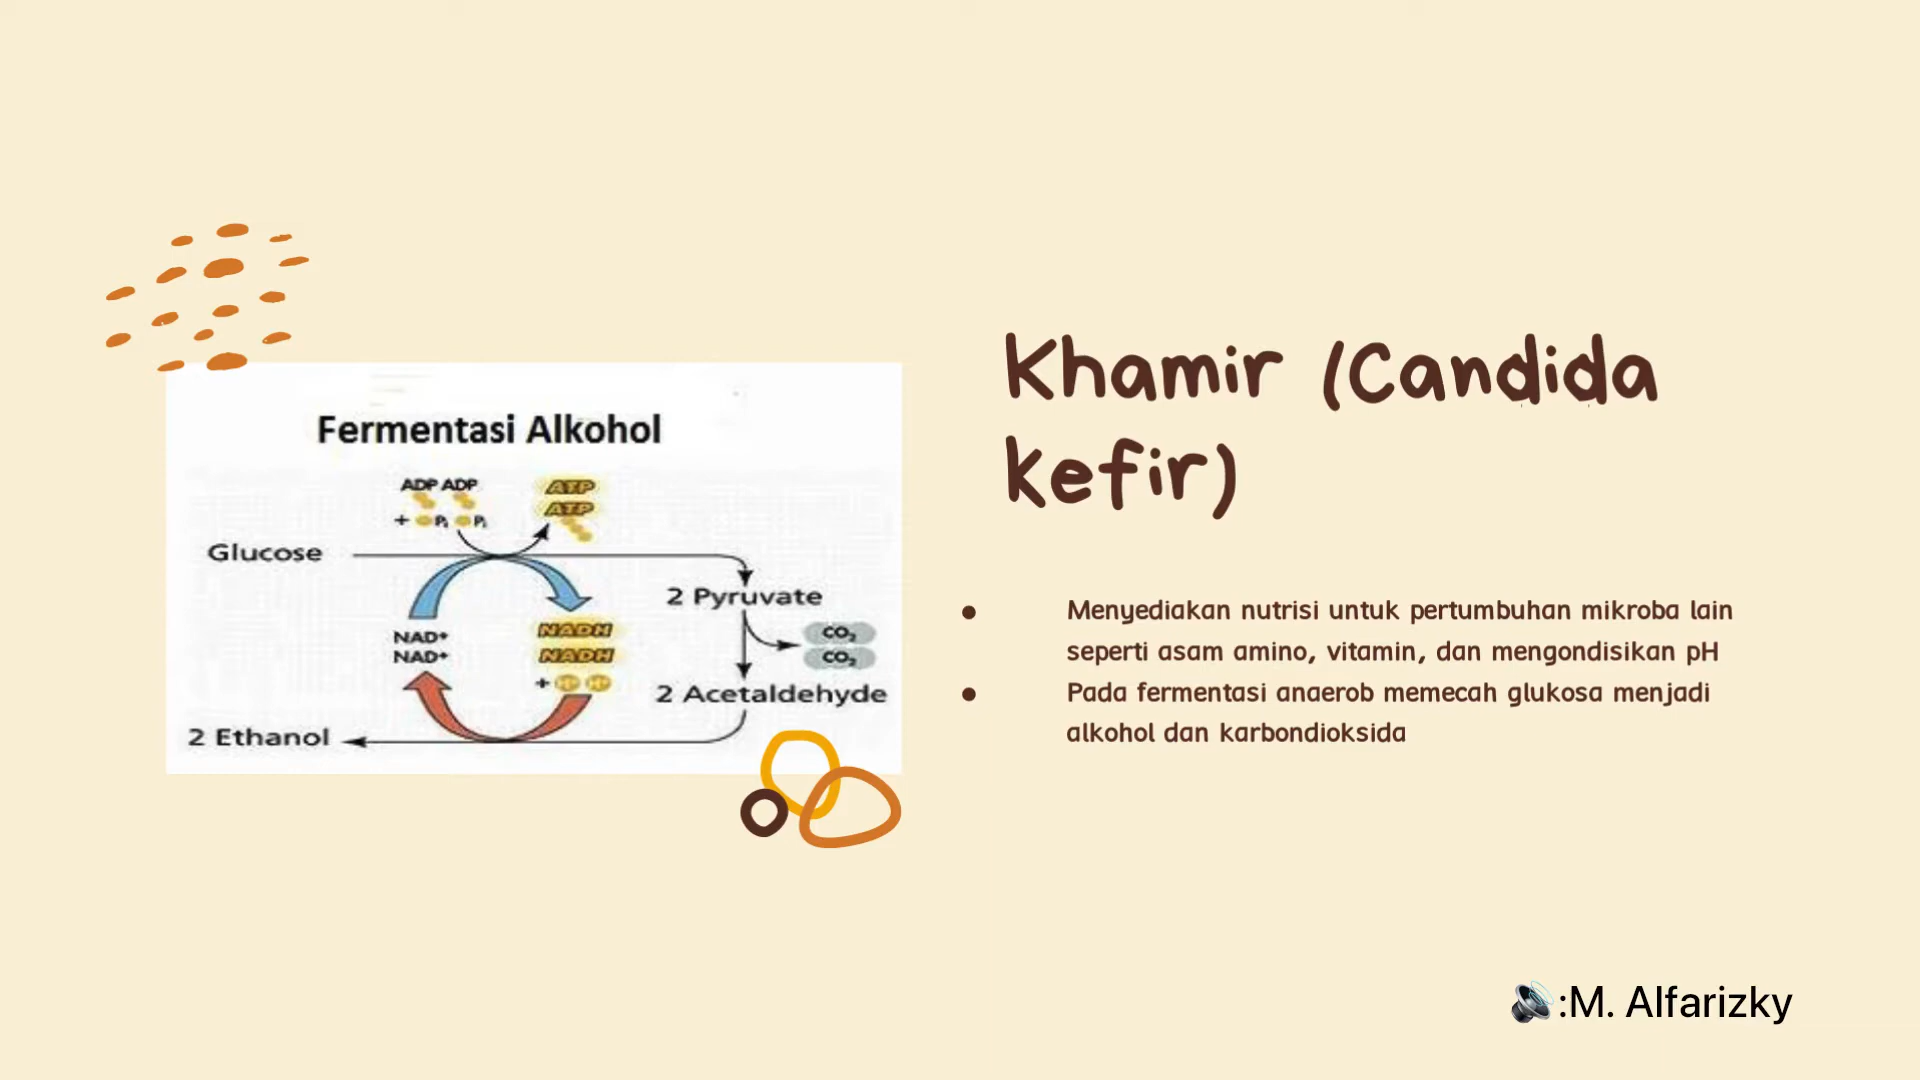 Fermentasi Alkohol
ADP ADP
ATP
ATP
+ Pi Pi
Glucose
2 Pyruvate
NAD+
NAD+
NADH
NADH
+ H+ H+
CO₂
CO₂
2 Acetaldehyde
2 Ethanol
Khamir (Candida
kefir)
• Menyediakan nutrisi untuk pertumbuhan mikroba lain
seperti asam amino, vitamin, dan mengondisikan pH
• Pada fermentasi anaerob memecah glukosa menjadi
alkohol dan karbondioksida
🔊:M. Alfarizky